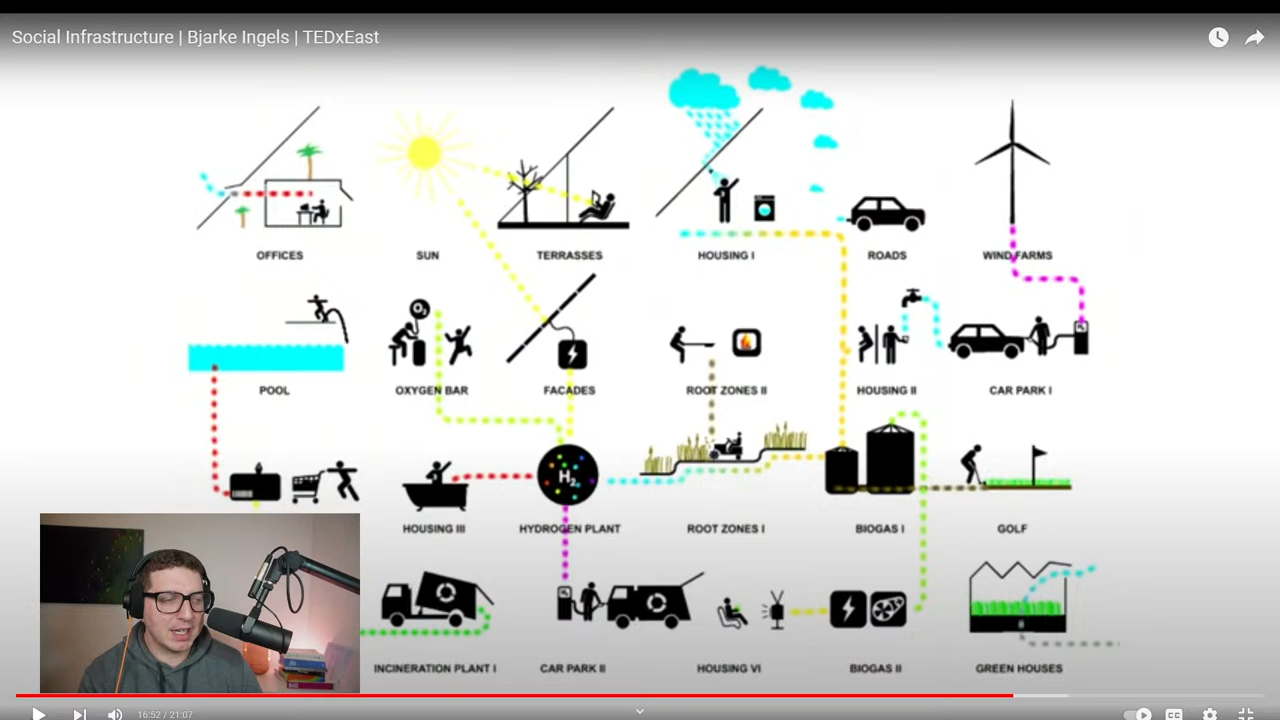 Social Infrastructure | Bjarke Ingels | TEDxEast
OFFICES SUN TERRASSES HOUSING I ROADS WIND FARMS
O₂
POOL OXYGEN BAR FACADES ROOT ZONES II HOUSING II CAR PARK I
H₂
HOUSING III HYDROGEN PLANT ROOT ZONES I BIOGAS I GOLF
INCINERATION PLANT I CAR PARK II HOUSING VI BIOGAS II GREEN HOUSES
16:52 / 21:07
CC